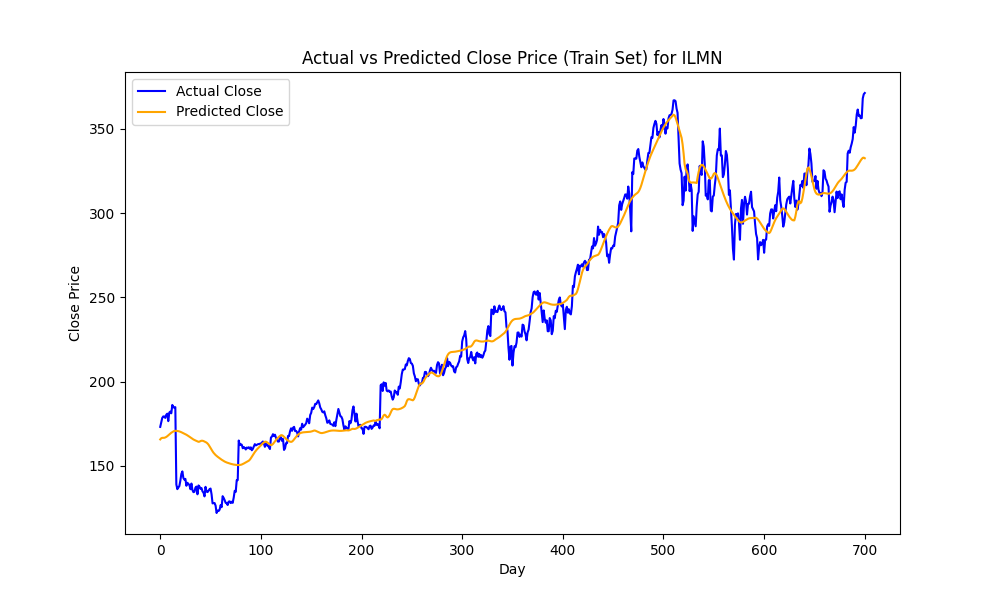 Actual vs Predicted Close Price (Train Set) for ILMN
Actual Close
Predicted Close
Close Price
350
300
250
200
150
0 100 200 300 400 500 600 700
Day